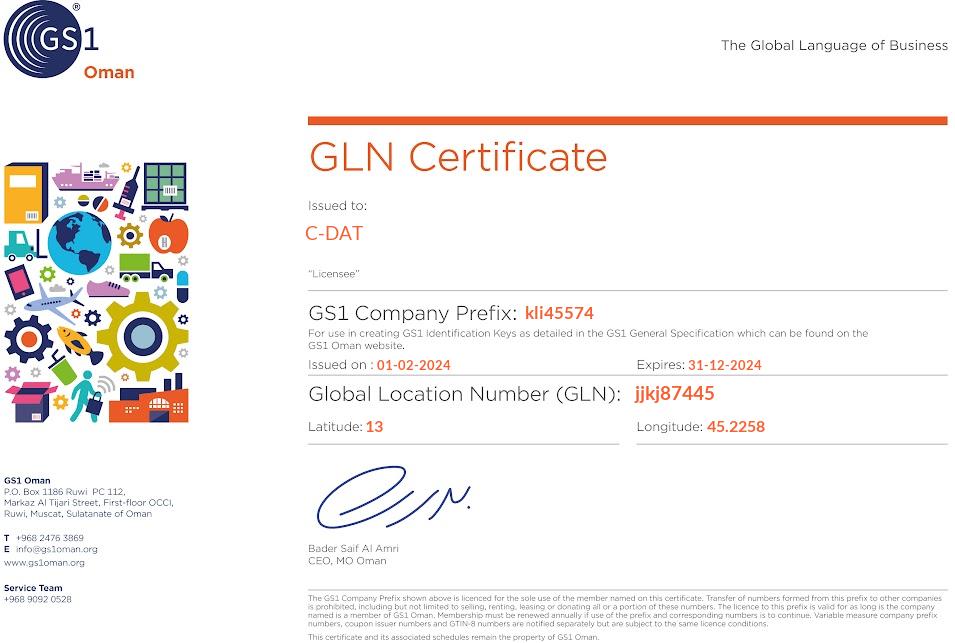 GS1
®
Oman
The Global Language of Business
GLN Certificate
Issued to:
C-DAT
“Licensee”
GS1 Company Prefix: kli45574
For use in creating GS1 Identification Keys as detailed in the GS1 General Specification which can be found on the
GS1 Oman website.
Issued on : 01-02-2024
Expires: 31-12-2024
Global Location Number (GLN): jjkj87445
Latitude: 13
Longitude: 45.2258
Bader Saif Al Amri
CEO, MO Oman
GS1 Oman
P.O. Box 1186 Ruwi PC 112,
Markaz Al Tijari Street, First-floor OCCI,
Ruwi, Muscat, Sulatanate of Oman
T +968 2476 3869
E info@gs1oman.org
www.gs1oman.org
Service Team
+968 9092 0528
The GS1 Company Prefix shown above is licenced for the sole use of the member named on this certificate. Transfer of numbers formed from this prefix to other companies
is prohibited, including but not limited to selling, renting, leasing or donating all or a portion of these numbers. The licence to this prefix is valid for as long is the company
named is a member of GS1 Oman. Membership must be renewed annually if use of the prefix and corresponding numbers is to continue. Variable measure company prefix
numbers, coupon issuer numbers and GTIN-8 numbers are notified separately but are subject to the same licence conditions.
This certificate and its associated schedules remain the property of GS1 Oman.